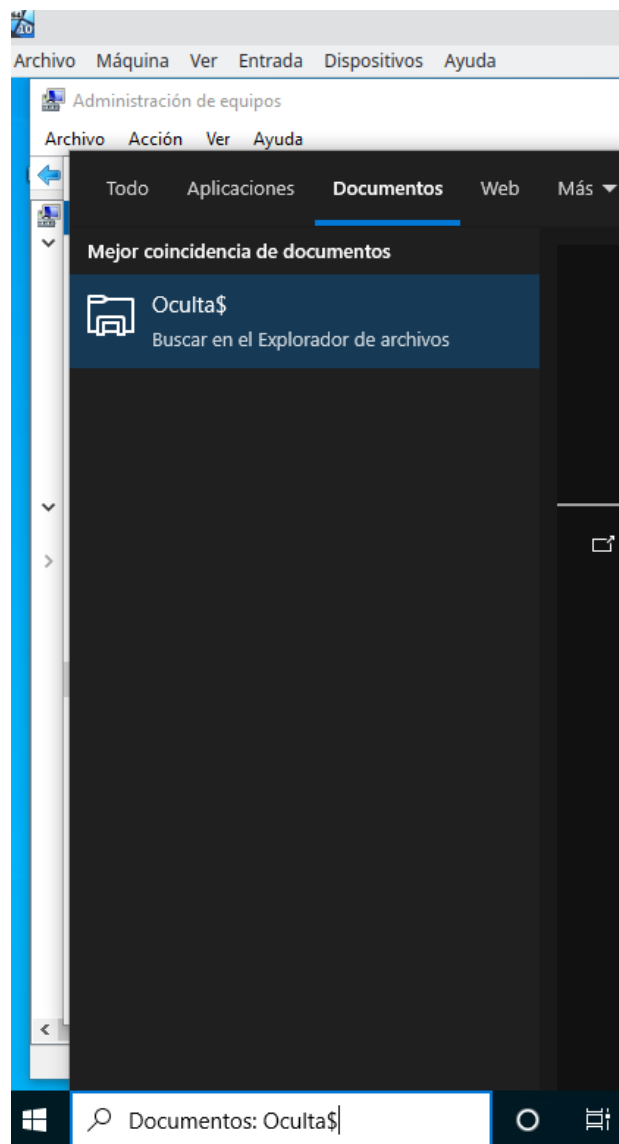 Archivo Máquina Ver Entrada Dispositivos Ayuda
Administración de equipos
Archivo Acción Ver Ayuda
Todo Aplicaciones Documentos Web Más
Mejor coincidencia de documentos
Oculta$
Buscar en el Explorador de archivos
Documentos: Oculta$